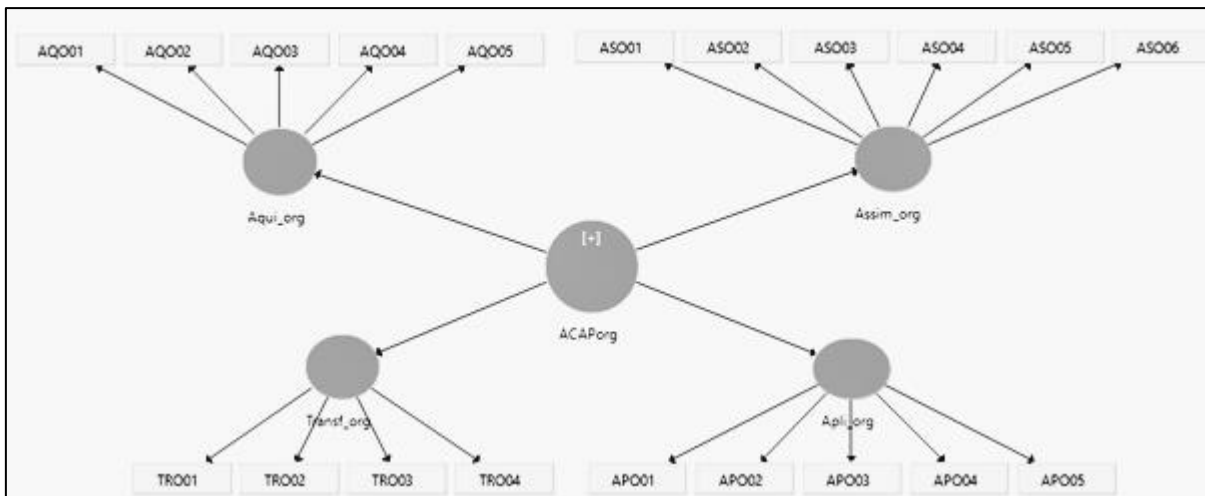 AQO01 AQO02 AQO03 AQO04 AQO05
ASO01 ASO02 ASO03 ASO04 ASO05 ASO06
Aqui_org
Assim_org
[+]
ACAPorg
Transf_org
Apli_org
TRO01 TRO02 TRO03 TRO04
APO01 APO02 APO03 APO04 APO05